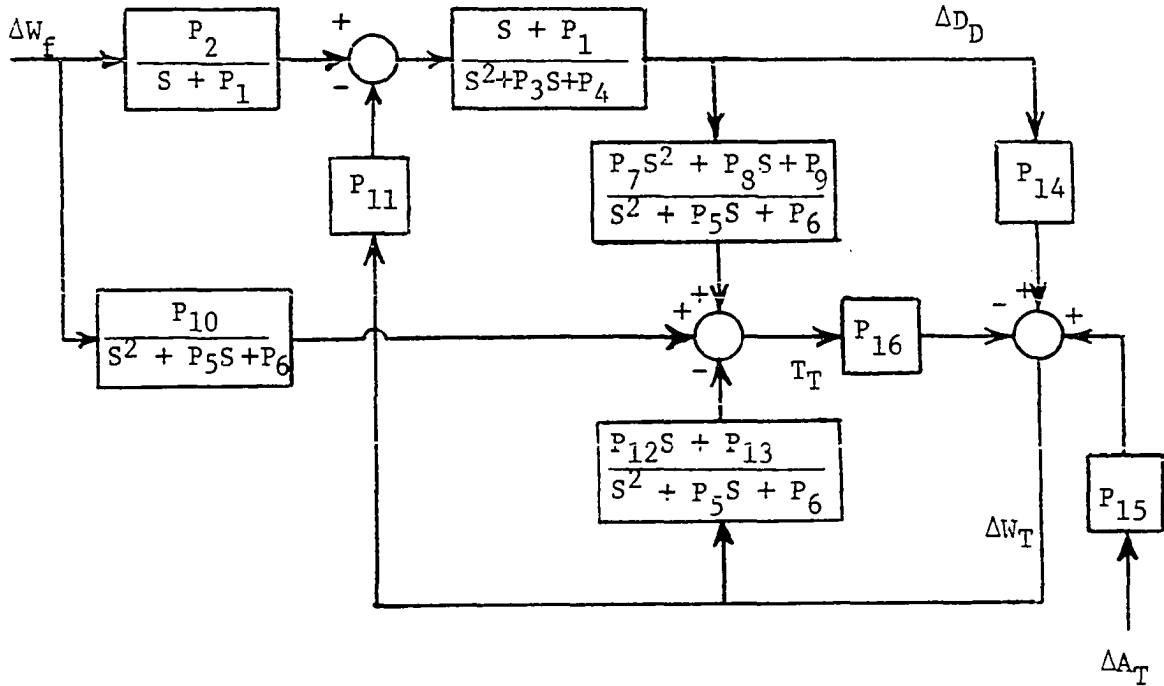 ΔW_f
P_2
S + P_1
+
-
S + P_1
S^2+P_3S+P_4
ΔD_D
P_11
P_7S^2 + P_8S+P_9
S^2 + P_5S + P_6
P_14
P_10
S^2 + P_5S+P_6
+
+
-
T_T
P_16
-
+
+
P_12S + P_13
S^2 + P_5S + P_6
P_15
ΔW_T
ΔA_T